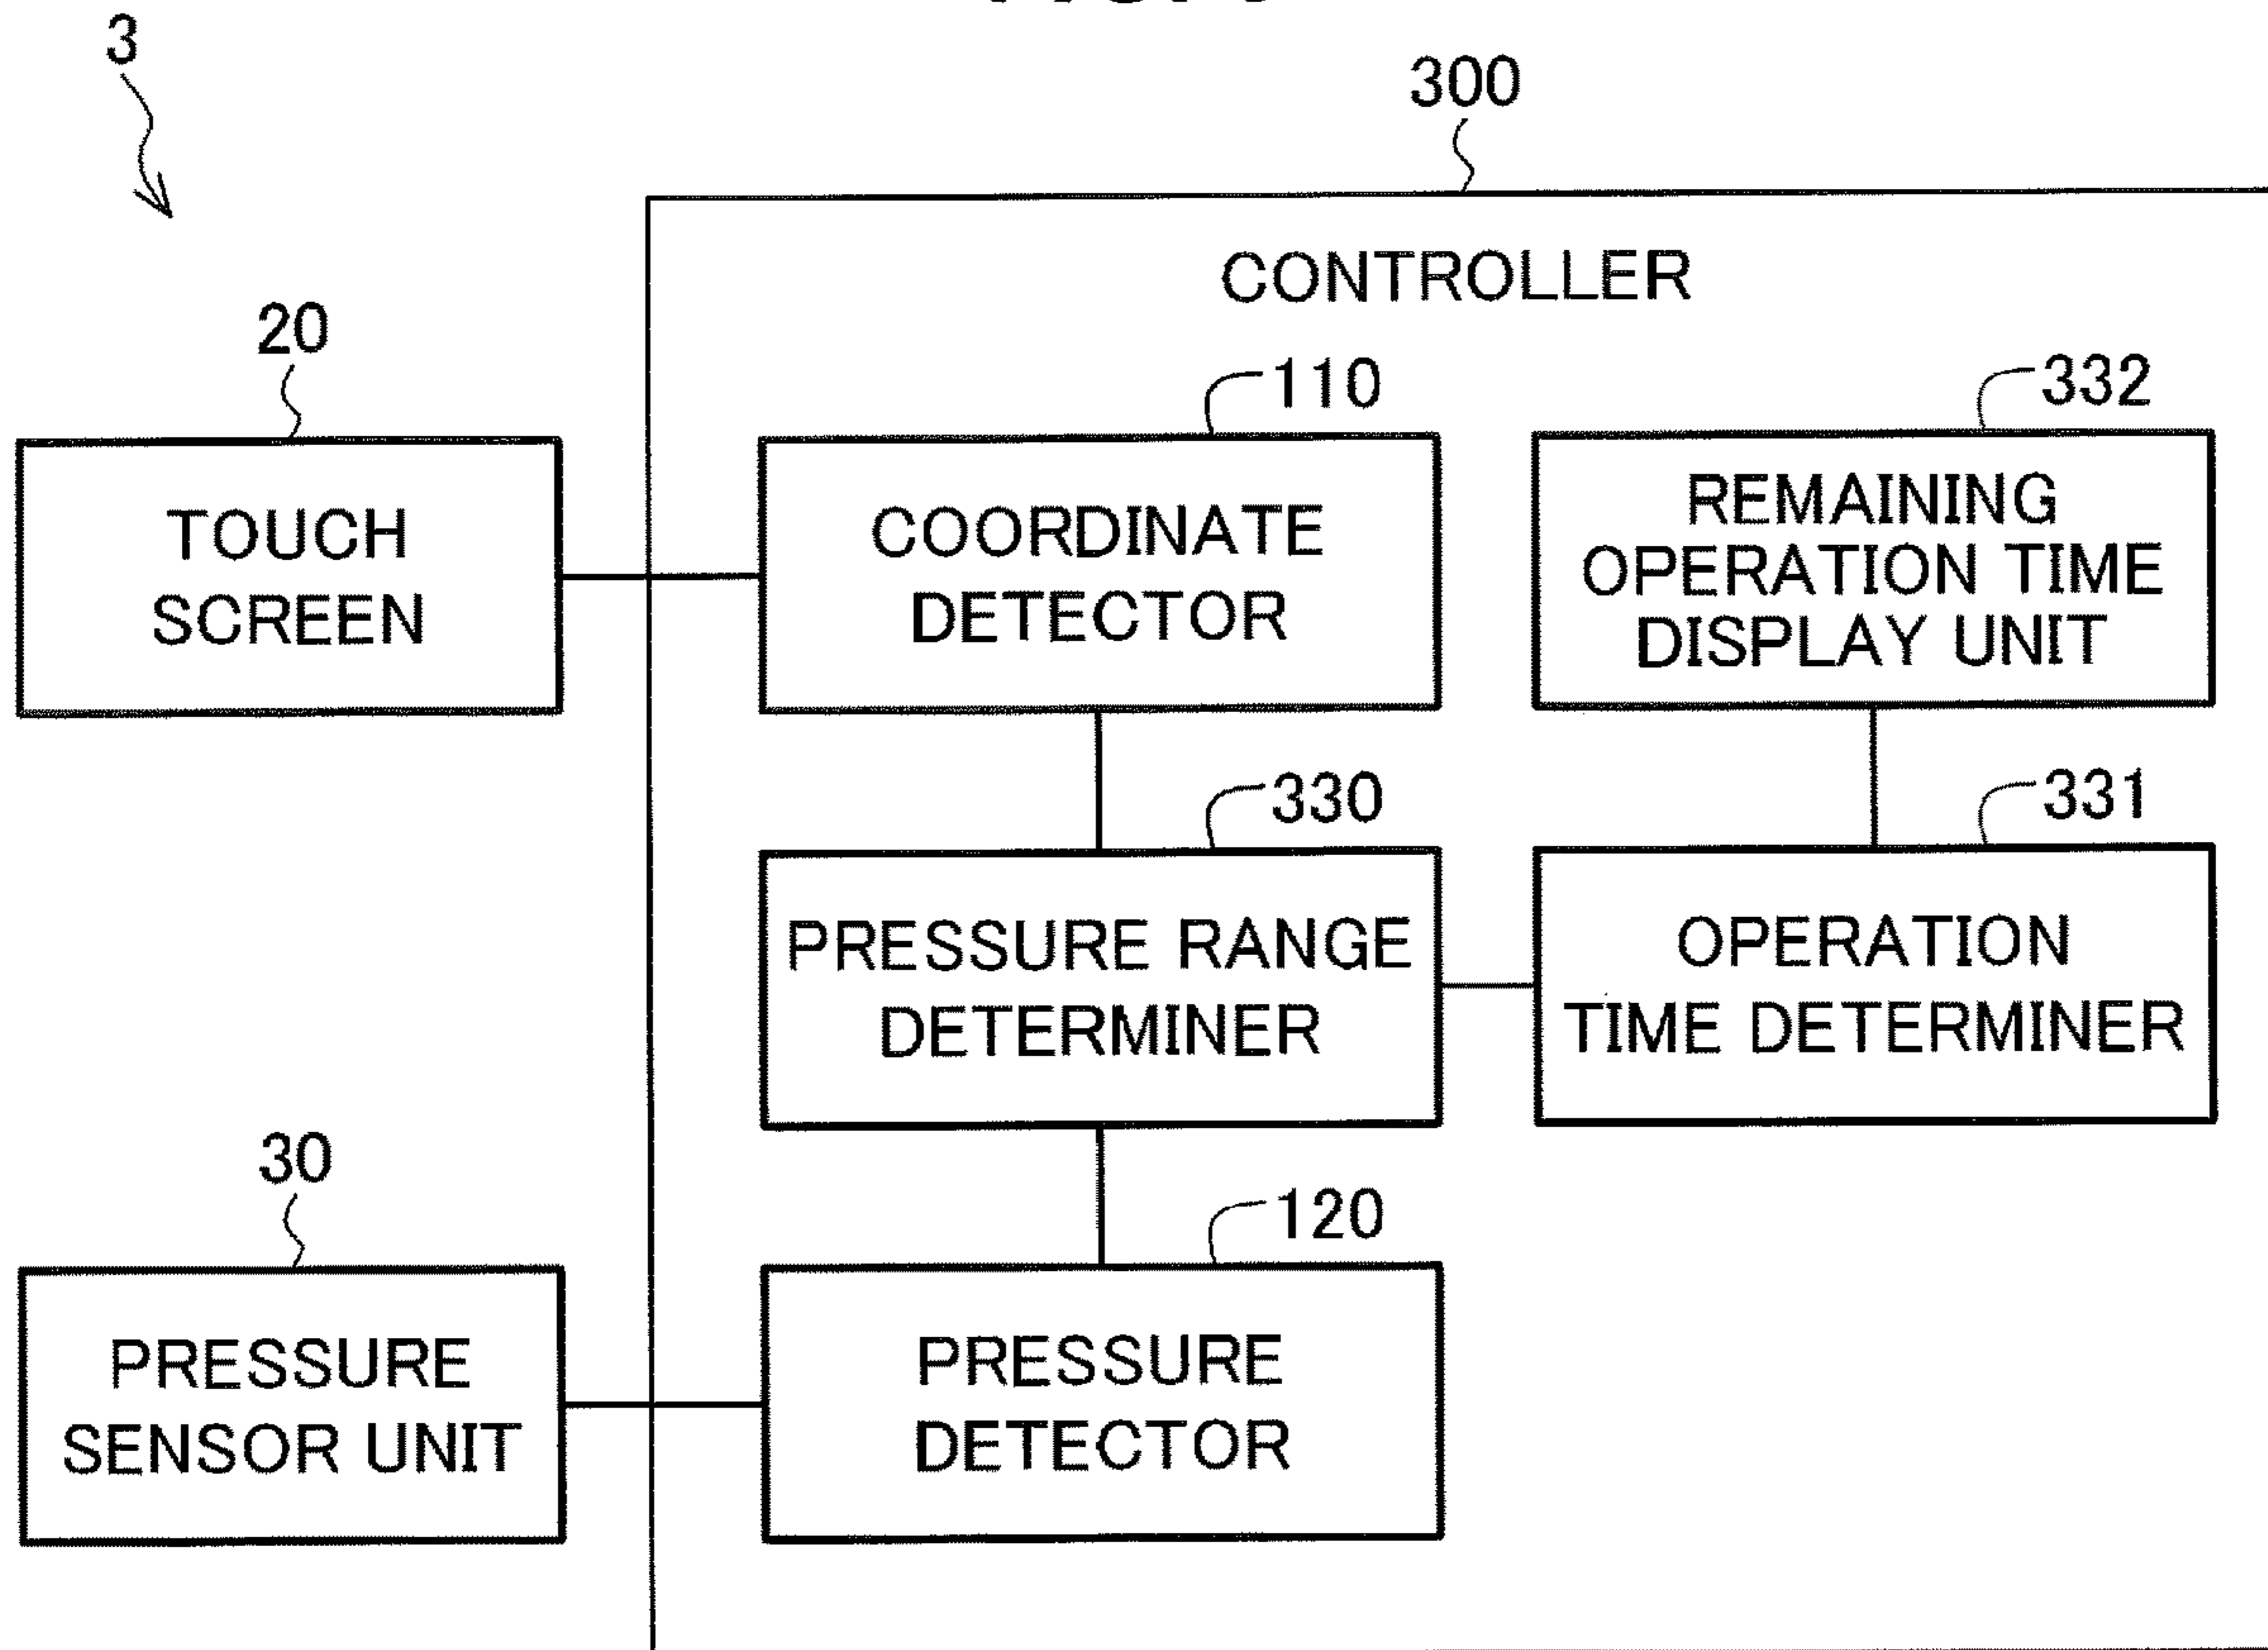 3
300
CONTROLLER
20
110
332
TOUCH
SCREEN
COORDINATE
DETECTOR
REMAINING
OPERATION TIME
DISPLAY UNIT
330
331
PRESSURE RANGE
DETERMINER
OPERATION
TIME DETERMINER
30
120
PRESSURE
SENSOR UNIT
PRESSURE
DETECTOR